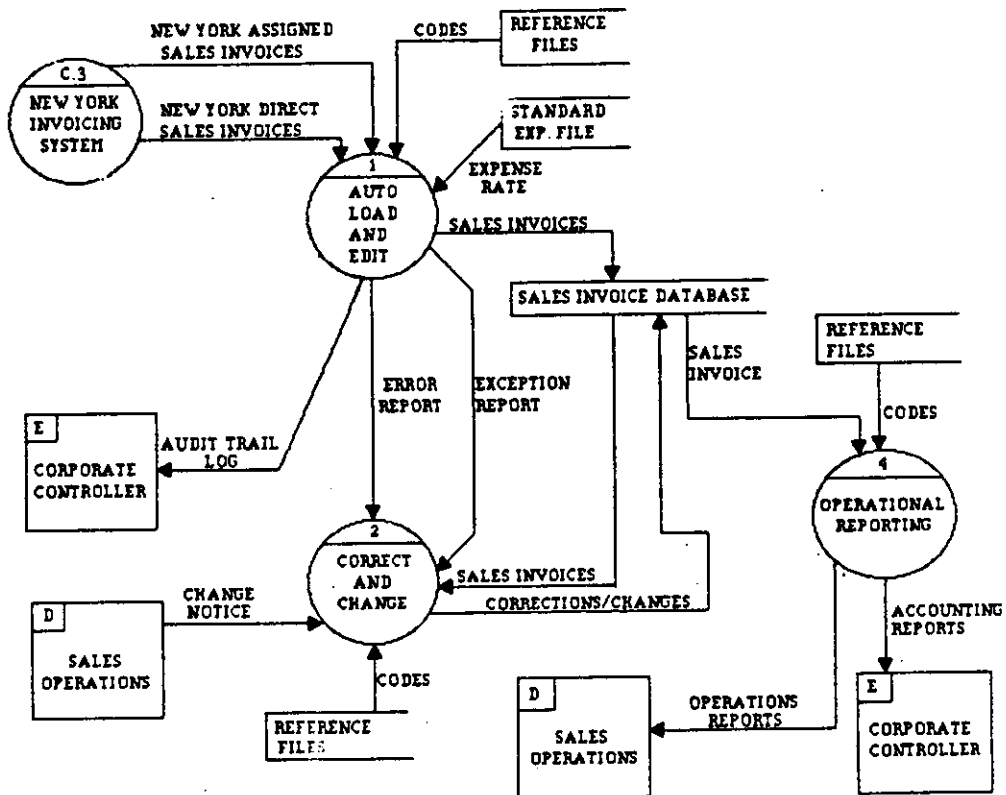 NEW YORK ASSIGNED
SALES INVOICES
CODES
REFERENCE
FILES
C.3
NEW YORK
INVOICING
SYSTEM
NEW YORK DIRECT
SALES INVOICES
STANDARD
EXP. FILE
1
AUTO
LOAD
AND
EDIT
EXPENSE
RATE
SALES INVOICES
SALES INVOICE DATABASE
REFERENCE
FILES
SALES
INVOICE
ERROR
REPORT
EXCEPTION
REPORT
CODES
E
CORPORATE
CONTROLLER
AUDIT TRAIL
LOG
4
OPERATIONAL
REPORTING
2
CORRECT
AND
CHANGE
SALES INVOICES
CORRECTIONS/CHANGES
CHANGE
NOTICE
D
SALES
OPERATIONS
ACCOUNTING
REPORTS
CODES
REFERENCE
FILES
D
SALES
OPERATIONS
OPERATIONS
REPORTS
E
CORPORATE
CONTROLLER